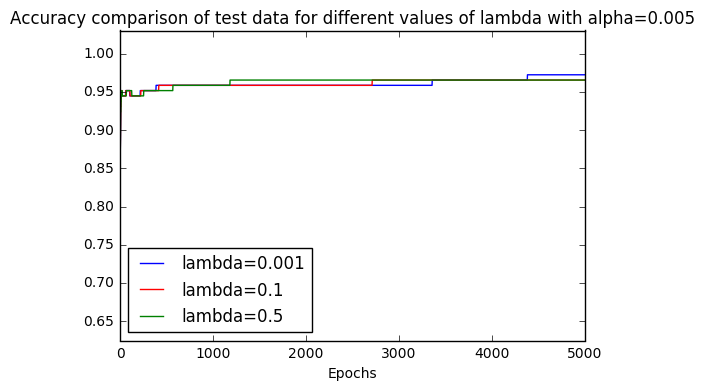 Accuracy comparison of test data for different values of lambda with alpha=0.005
1.00
0.95
0.90
0.85
0.80
0.75
0.70
0.65
lambda=0.001
lambda=0.1
lambda=0.5
0 1000 2000 3000 4000 5000
Epochs